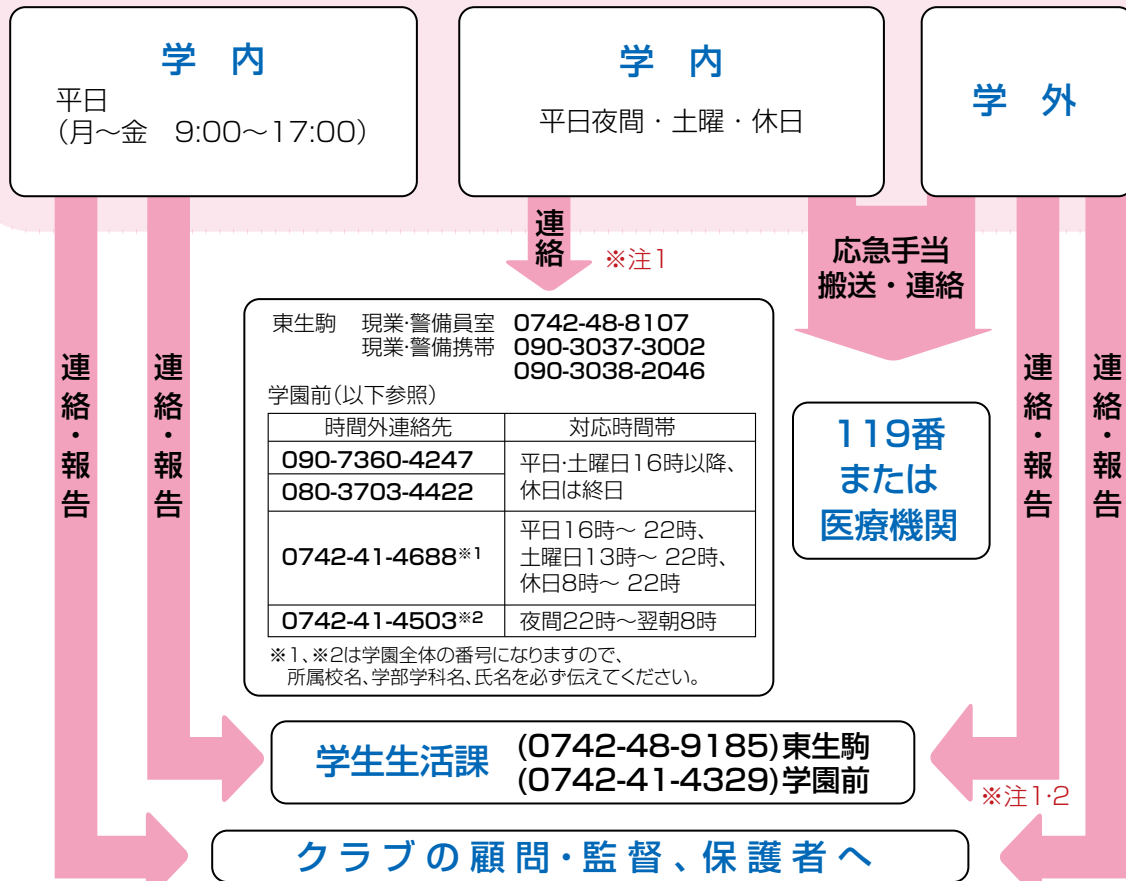 学 内
平日
(月〜金 9:00〜17:00)
学 内
平日夜間・土曜・休日
学 外
連絡
※注1
応急手当
搬送・連絡
連絡・報告
連絡・報告
連絡・報告
連絡・報告
東生駒 現業・警備員室 0742-48-8107
現業・警備携帯 090-3037-3002
090-3038-2046
学園前(以下参照)
時間外連絡先 対応時間帯
090-7360-4247 平日・土曜日16時以降、
080-3703-4422 休日は終日
0742-41-4688※1 平日16時〜 22時、
土曜日13時〜 22時、
休日8時〜 22時
0742-41-4503※2 夜間22時〜翌朝8時
※1、※2は学園全体の番号になりますので、
所属校名、学部学科名、氏名を必ず伝えてください。
119番
または
医療機関
学生生活課 (0742-48-9185)東生駒
(0742-41-4329)学園前
※注1・2
クラブの顧問・監督、保護者へ